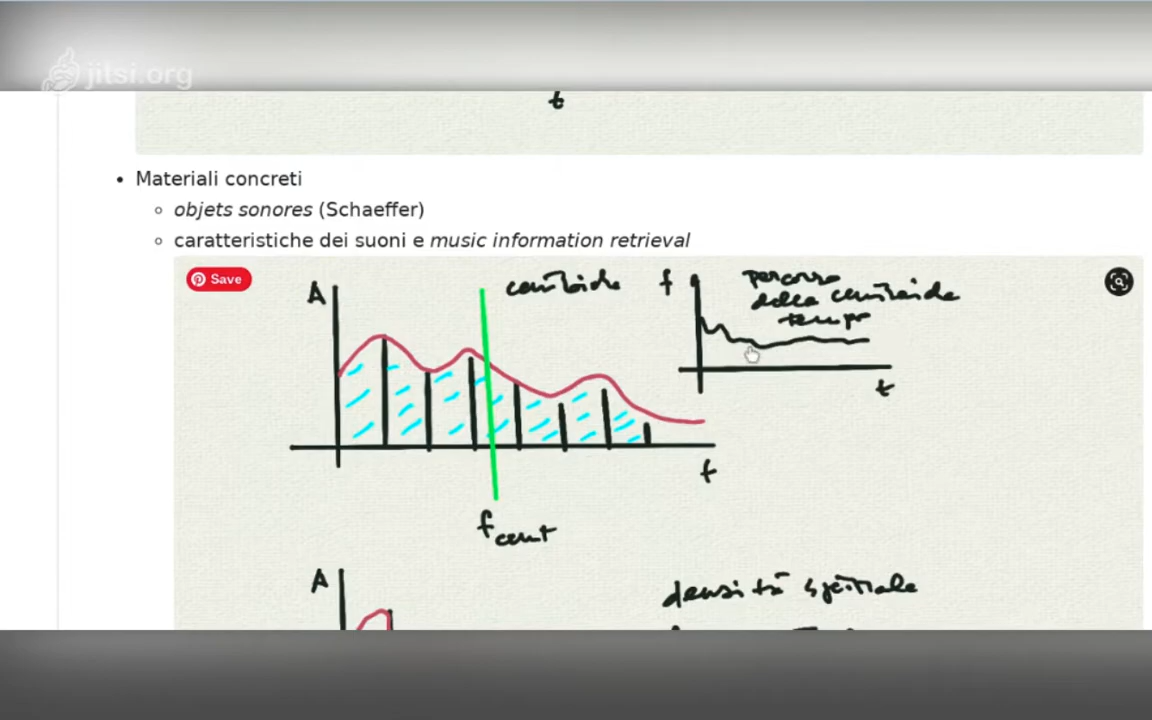 jitsi.org
t
Materiali concreti
objets sonores (Schaeffer)
caratteristiche dei suoni e music information retrieval
Save
A
centroide
f
percorso
della centroide
tempo
t
f
f cent
A
densità spettrale